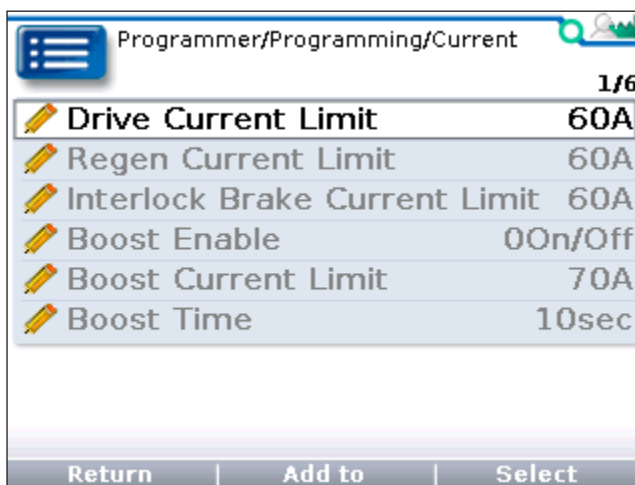 Programmer/Programming/Current
1/6
Drive Current Limit 60A
Regen Current Limit 60A
Interlock Brake Current Limit 60A
Boost Enable 0On/Off
Boost Current Limit 70A
Boost Time 10sec
Return | Add to | Select